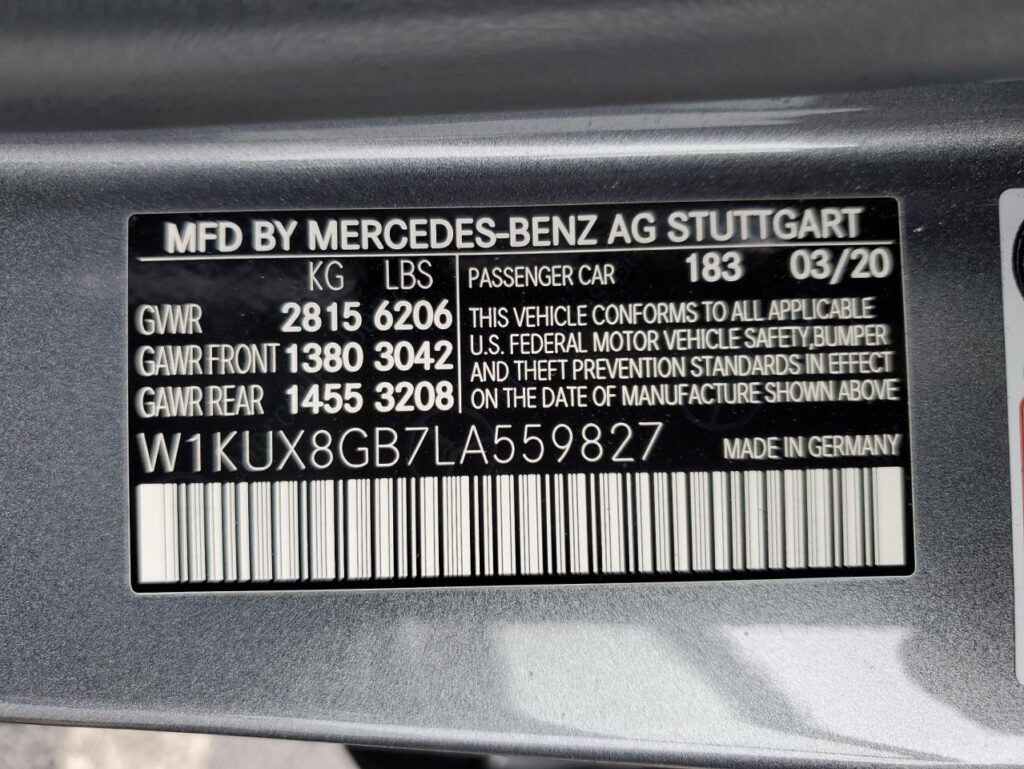 MFD BY MERCEDES-BENZ AG STUTTGART
KG LBS
GVWR 2815 6206
GAWR FRONT 1380 3042
GAWR REAR 1455 3208
PASSENGER CAR 183 03/20
THIS VEHICLE CONFORMS TO ALL APPLICABLE
U.S. FEDERAL MOTOR VEHICLE SAFETY,BUMPER
AND THEFT PREVENTION STANDARDS IN EFFECT
ON THE DATE OF MANUFACTURE SHOWN ABOVE
W1KUX8GB7LA559827
MADE IN GERMANY